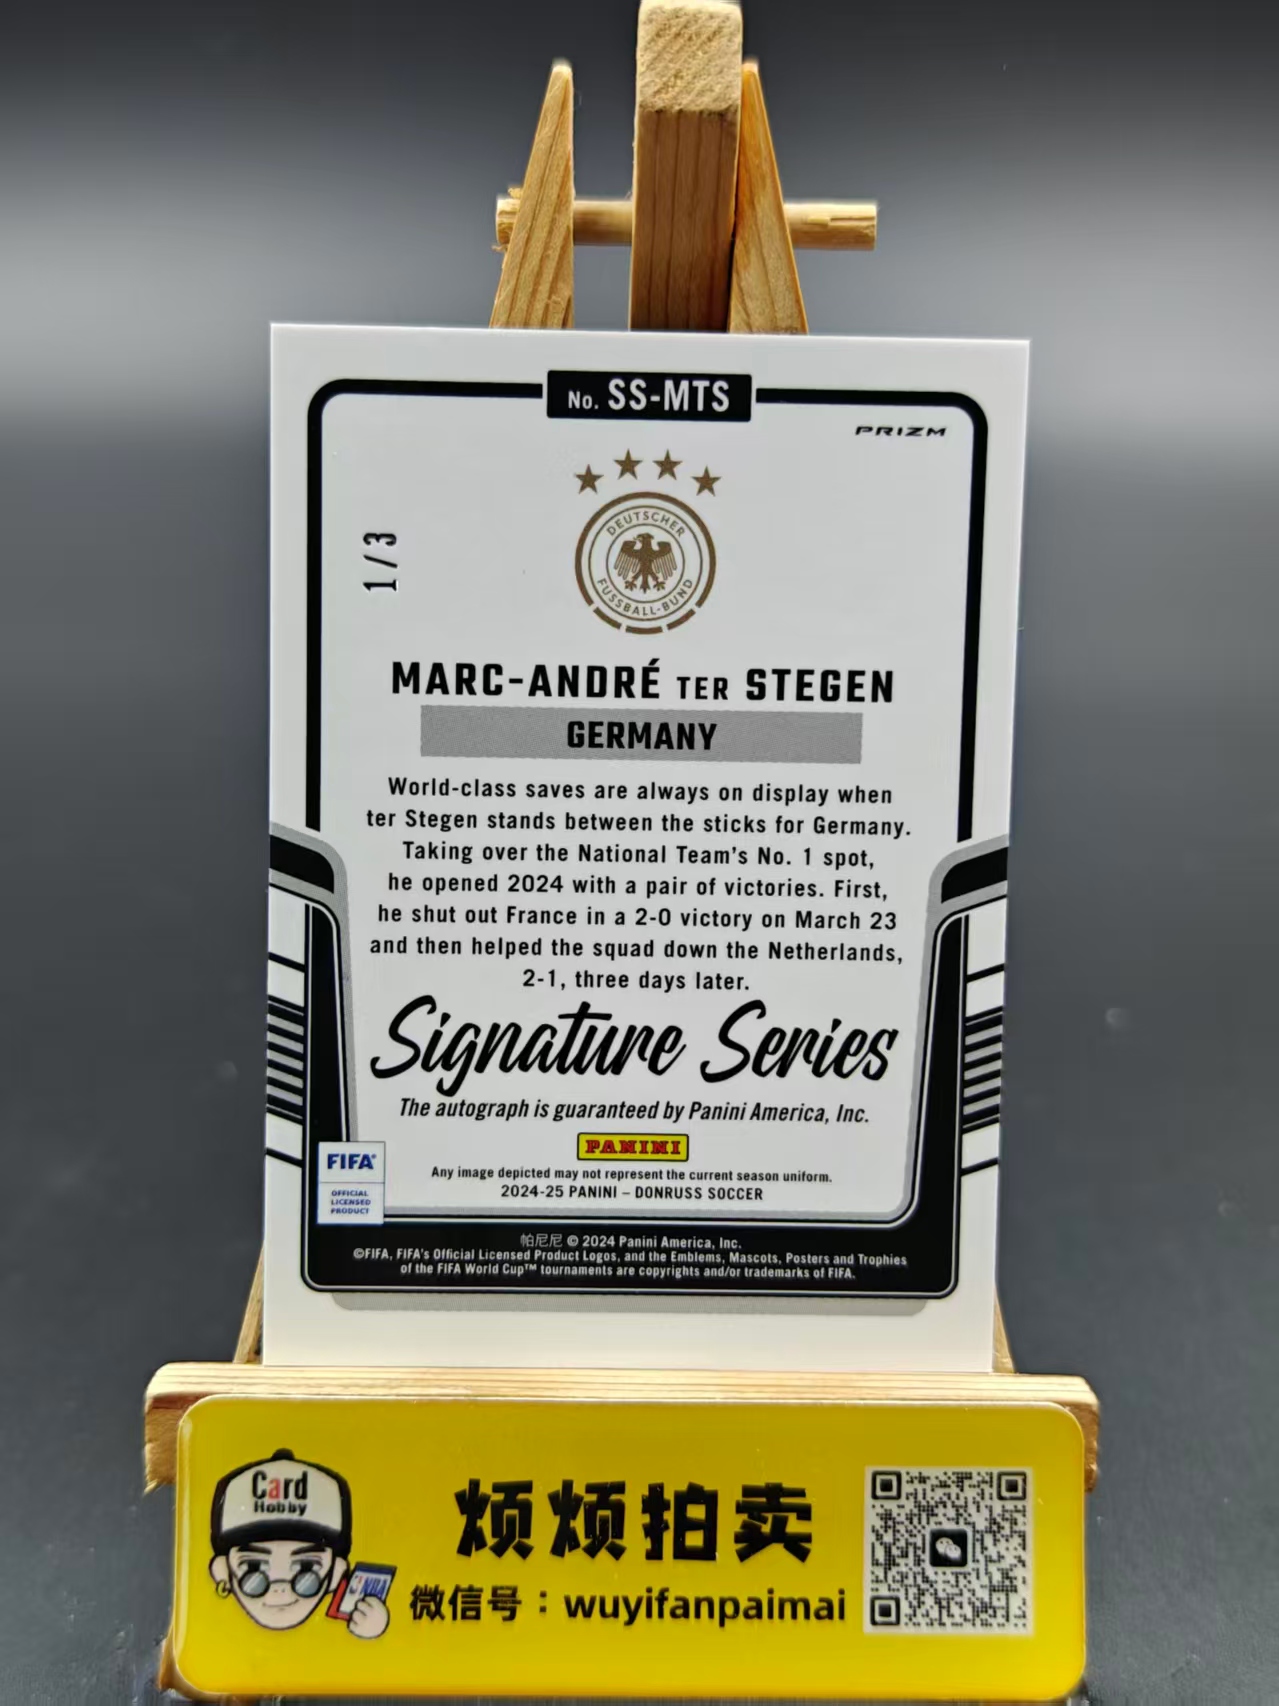 No. SS-MTS
PRIZM
1/3
DEUTSCHER
FUSSBALL-BUND
MARC-ANDRÉ TER STEGEN
GERMANY
World-class saves are always on display when
ter Stegen stands between the sticks for Germany.
Taking over the National Team's No. 1 spot,
he opened 2024 with a pair of victories. First,
he shut out France in a 2-0 victory on March 23
and then helped the squad down the Netherlands,
2-1, three days later.
Signature Series
The autograph is guaranteed by Panini America, Inc.
PANINI
Any image depicted may not represent the current season uniform.
2024-25 PANINI – DONRUSS SOCCER
FIFA®
OFFICIAL
LICENSED
PRODUCT
帕尼尼 © 2024 Panini America, Inc.
©FIFA, FIFA's Official Licensed Product Logos, and the Emblems, Mascots, Posters and Trophies
of the FIFA World Cup™ tournaments are copyrights and/or trademarks of FIFA.
Card
Hobby
NBA
烦烦拍卖
微信号：wuyifanpaimai